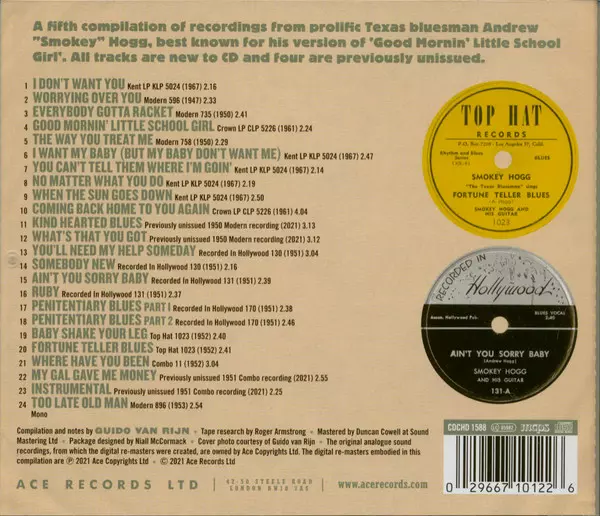 A fifth compilation of recordings from prolific Texas bluesman Andrew
"Smokey" Hogg, best known for his version of 'Good Mornin' Little School
Girl'. All tracks are new to CD and four are previously unissued.
1 I DON'T WANT YOU Kent LP KLP 5024 (1967) 2.16
2 WORRYING OVER YOU Modern 596 (1947) 2.33
3 EVERYBODY GOTTA RACKET Modern 735 (1950) 2.41
4 GOOD MORNIN' LITTLE SCHOOL GIRL Crown LP CLP 5226 (1961) 2.24
5 THE WAY YOU TREAT ME Modern 758 (1950) 2.29
6 I WANT MY BABY (BUT MY BABY DON'T WANT ME) Kent LP KLP 5024 (1967) 2.47
7 YOU CAN'T TELL THEM WHERE I'M GOIN' Kent LP KLP 5024 (1967) 2.14
8 NO MATTER WHAT YOU DO Kent LP KLP 5024 (1967) 2.19
9 WHEN THE SUN GOES DOWN Kent LP KLP 5024 (1967) 2.50
10 COMING BACK HOME TO YOU AGAIN Crown LP CLP 5226 (1961) 4.04
11 KIND HEARTED BLUES Previously unissued 1950 Modern recording (2021) 3.13
12 WHAT'S THAT YOU GOT Previously unissued 1950 Modern recording (2021) 3.12
13 YOU'LL NEED MY HELP SOMEDAY Recorded In Hollywood 130 (1951) 3.04
14 SOMEBODY NEW Recorded In Hollywood 130 (1951) 2.16
15 AIN'T YOU SORRY BABY Recorded In Hollywood 131 (1951) 2.39
16 RUBY Recorded In Hollywood 131 (1951) 2.37
17 PENITENTIARY BLUES PART 1 Recorded In Hollywood 170 (1951) 2.38
18 PENITENTIARY BLUES PART 2 Recorded In Hollywood 170 (1951) 2.46
19 BABY SHAKE YOUR LEG Top Hat 1023 (1952) 2.40
20 FORTUNE TELLER BLUES Top Hat 1023 (1952) 2.41
21 WHERE HAVE YOU BEEN Combo 11 (1952) 3.04
22 MY GAL GAVE ME MONEY Previously unissued 1951 Combo recording (2021) 2.55
23 INSTRUMENTAL Previously unissued 1951 Combo recording (2021) 2.25
24 TOO LATE OLD MAN Modern 896 (1953) 2.54
Mono
TOP HAT
RECORDS
Rhythm and Blues
Series
BLUES
SMOKEY HOGG
"The Texas Bluesman" sings
FORTUNE TELLER BLUES
(A. Hogg)
SMOKEY HOGG AND
HIS GUITAR
1023
RECORDED IN
Hollywood
Ascam. Hollywood Pub.
BLUES VOCAL
2:40
AIN'T YOU SORRY BABY
(Andrew Hogg)
SMOKEY HOGG
AND HIS GUITAR
131-A
Compilation and notes by GUIDO VAN RIJN • Tape research by Roger Armstrong • Mastered by Duncan Cowell at Sound
Mastering Ltd • Package designed by Niall McCormack • Cover photo courtesy of Guido van Rijn • The original analogue sound
recordings, from which the digital re-masters were created, are owned by Ace Copyrights Ltd. The digital re-masters embodied in this
compilation are ℗ 2021 Ace Copyrights Ltd • © 2021 Ace Records Ltd
ACE RECORDS LTD
42-50 STEELE ROAD
LONDON NW10 7AS
www.acerecords.com
CDCHD 1588
mcps
0 29667 10122 6